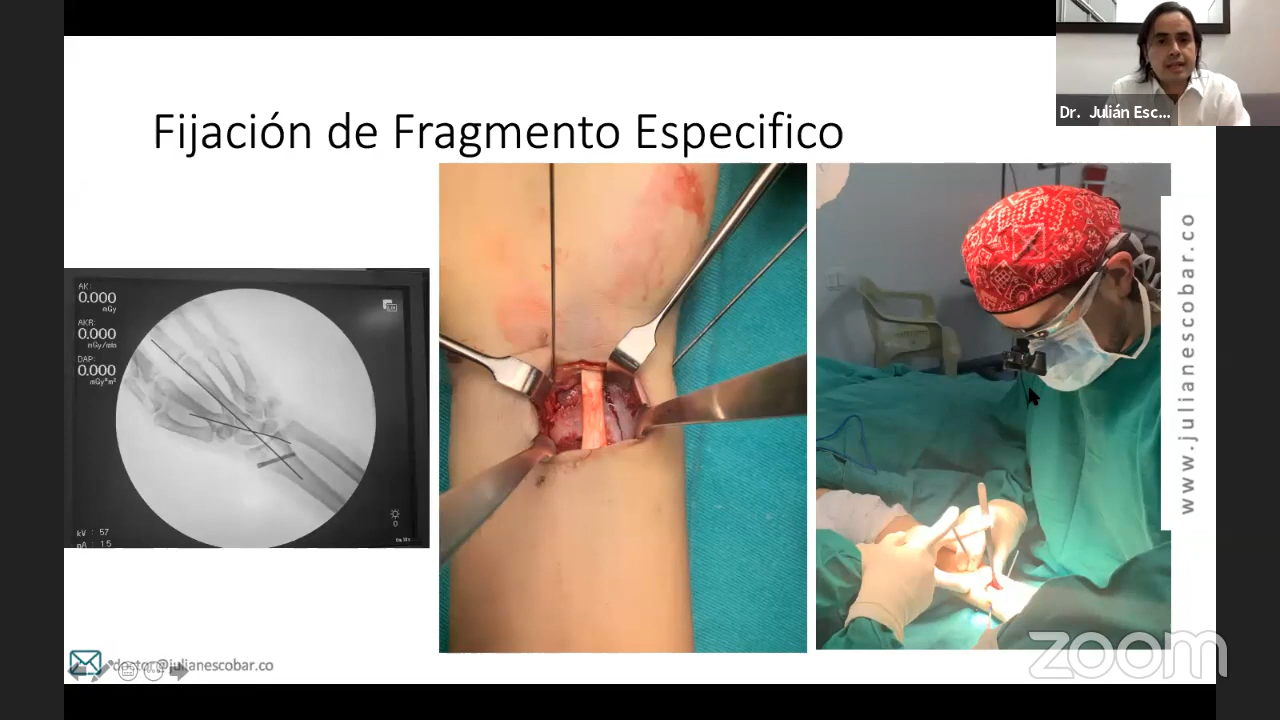 Dr. Julián Esc...
Fijación de Fragmento Especifico
AK:
0.000
mGy
AKR:
0.000
mGy/min
DAP:
0.000
mGy*m²
kV : 57
mA : 1.5
0
www.julianescobar.co
doctor@julianescobar.co
zoom